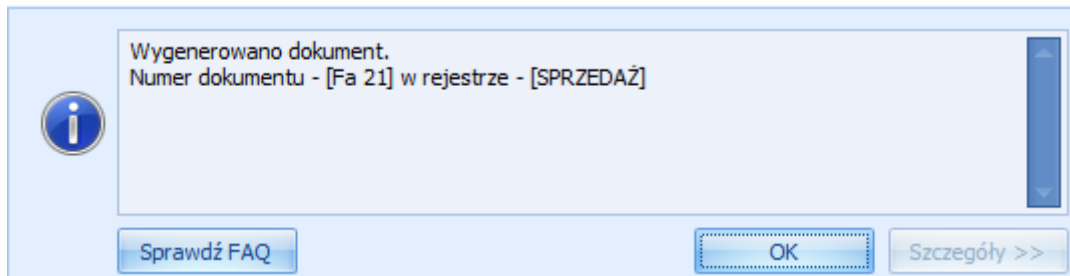 Wygenerowano dokument.
Numer dokumentu - [Fa 21] w rejestrze - [SPRZEDAŻ]
Sprawdź FAQ
OK
Szczegóły >>